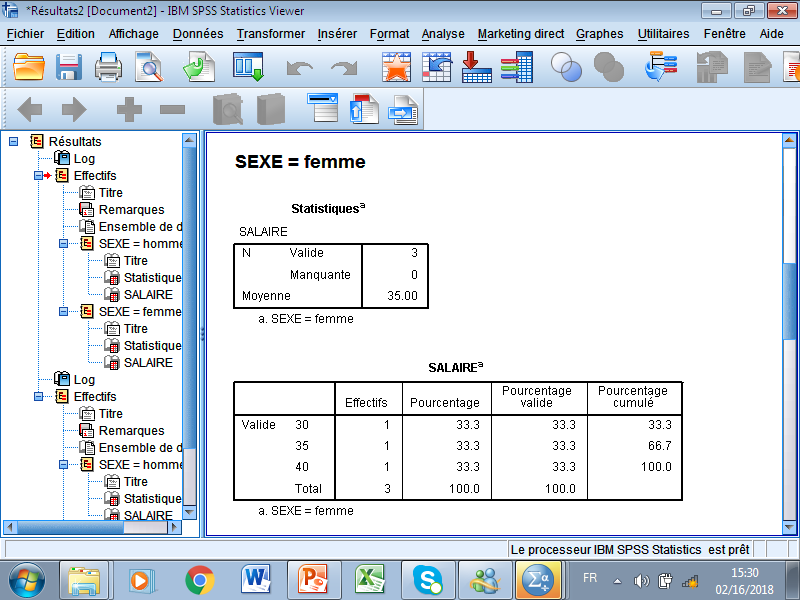 *Résultats2 [Document2] - IBM SPSS Statistics Viewer
Fichier Edition Affichage Données Transformer Insérer Format Analyse Marketing direct Graphes Utilitaires Fenêtre Aide
Résultats
Log
Effectifs
Titre
Remarques
Ensemble de d
SEXE = homme
Titre
Statistique
SALAIRE
SEXE = femme
Titre
Statistique
SALAIRE
Log
Effectifs
Titre
Remarques
Ensemble de d
SEXE = homme
Titre
Statistique
SALAIRE
SEXE = femme
Statistiquesa
SALAIRE
N Valide 3
Manquante 0
Moyenne 35.00
a. SEXE = femme
SALAIREa
Effectifs Pourcentage Pourcentage valide Pourcentage cumulé
Valide 30 1 33.3 33.3 33.3
35 1 33.3 33.3 66.7
40 1 33.3 33.3 100.0
Total 3 100.0 100.0
a. SEXE = femme
Le processeur IBM SPSS Statistics est prêt
FR 15:30
02/16/2018